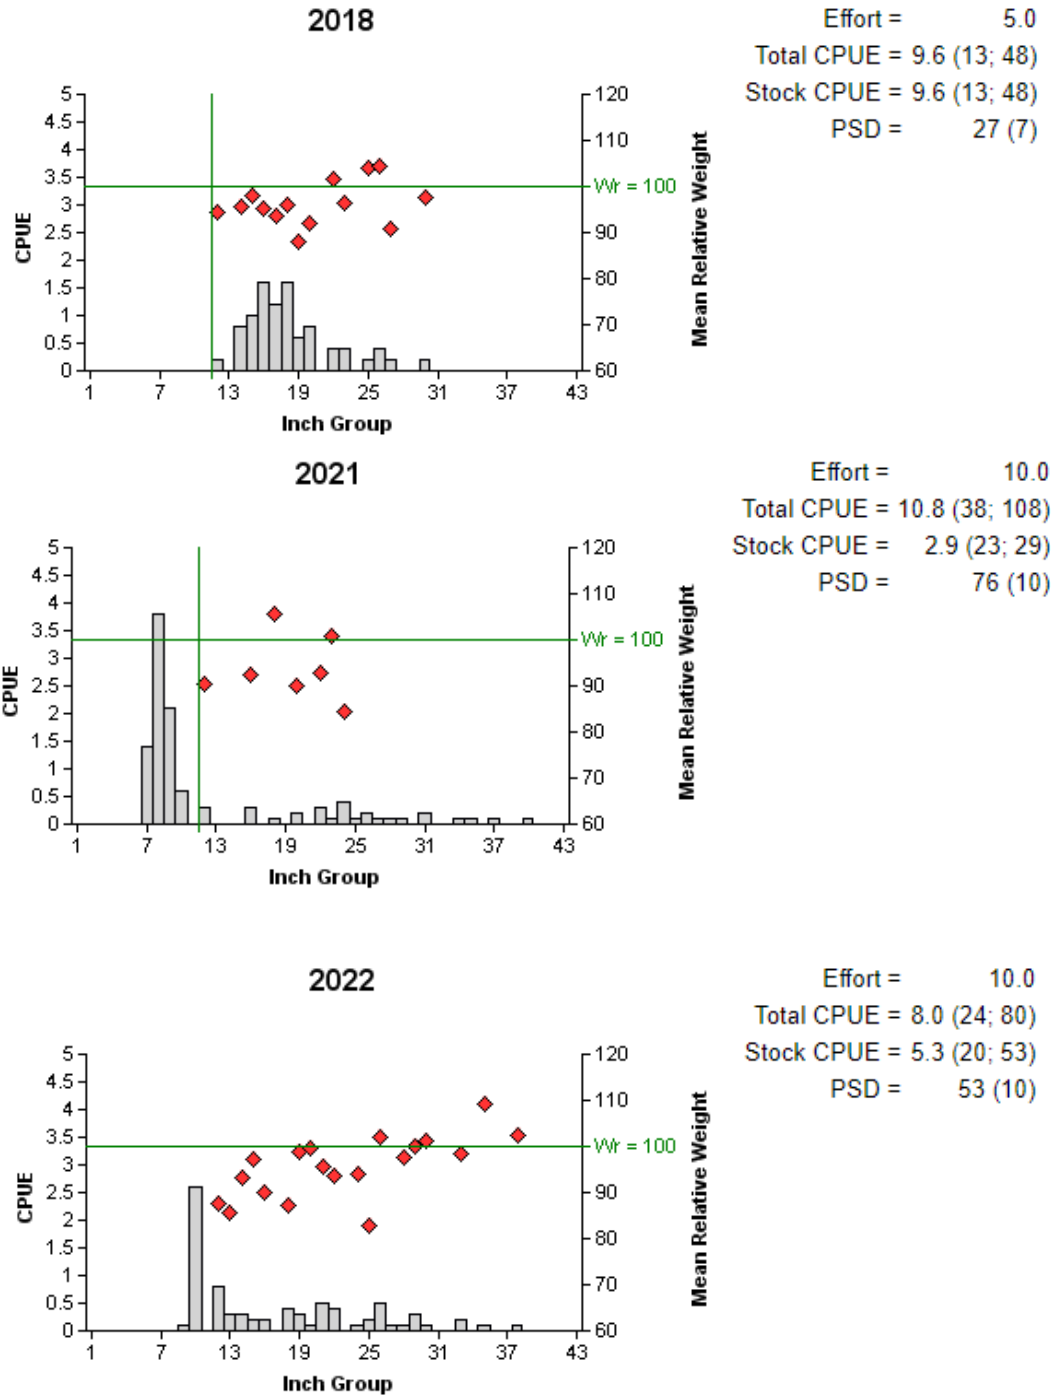 2018
Effort = 5.0
Total CPUE = 9.6 (13; 48)
Stock CPUE = 9.6 (13; 48)
PSD = 27 (7)
5
4.5
4
3.5
3
2.5
2
1.5
1
0.5
0
CPUE
120
110
Wr = 100
90
80
70
60
Mean Relative Weight
1 7 13 19 25 31 37 43
Inch Group
2021
Effort = 10.0
Total CPUE = 10.8 (38; 108)
Stock CPUE = 2.9 (23; 29)
PSD = 76 (10)
5
4.5
4
3.5
3
2.5
2
1.5
1
0.5
0
CPUE
120
110
Wr = 100
90
80
70
60
Mean Relative Weight
1 7 13 19 25 31 37 43
Inch Group
2022
Effort = 10.0
Total CPUE = 8.0 (24; 80)
Stock CPUE = 5.3 (20; 53)
PSD = 53 (10)
5
4.5
4
3.5
3
2.5
2
1.5
1
0.5
0
CPUE
120
110
Wr = 100
90
80
70
60
Mean Relative Weight
1 7 13 19 25 31 37 43
Inch Group